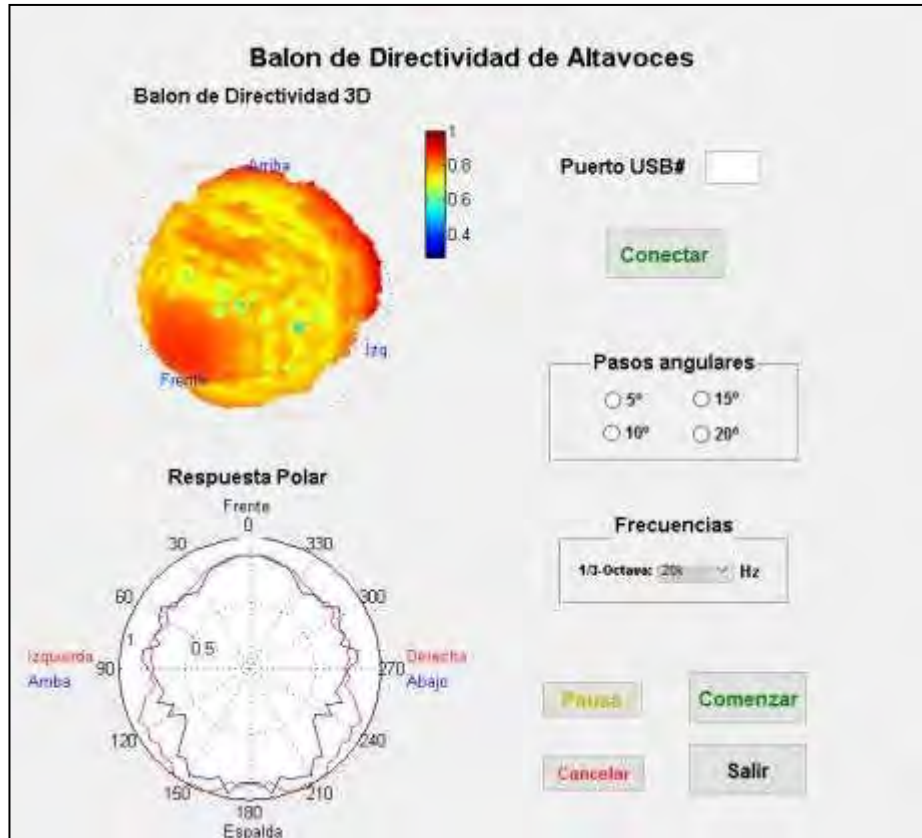 Balon de Directividad de Altavoces
Balon de Directividad 3D
Arriba
Izq
Frente
1
0.8
0.6
0.4
Puerto USB#
Conectar
Pasos angulares
5º 15º
10º 20º
Respuesta Polar
Frente
0
30 330
60 300
1
0.5
Izquierda 90 270 Derecha
Arriba Abajo
120 240
150 210
180
Espalda
Frecuencias
1/3-Octava: 20k Hz
Pausa Comenzar
Cancelar Salir